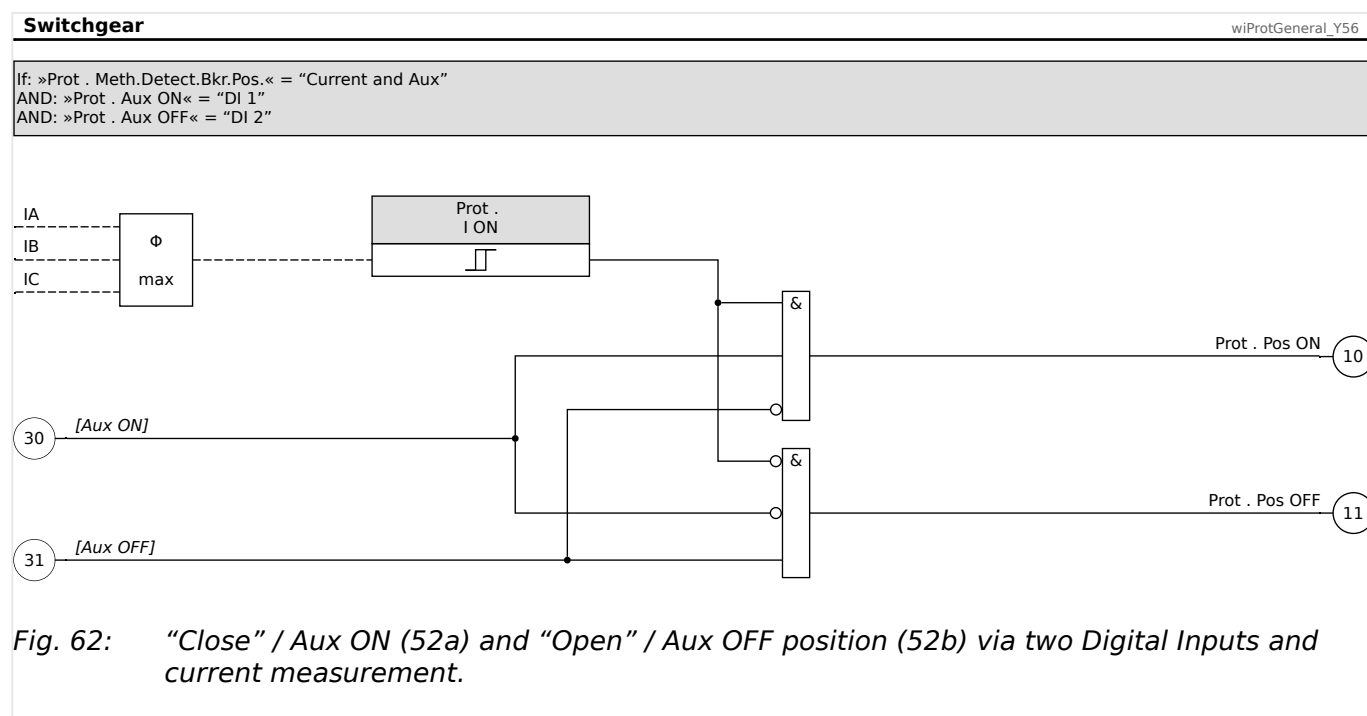 Switchgear
wiProtGeneral_Y56
If: »Prot . Meth.Detect.Bkr.Pos.« = “Current and Aux”
AND: »Prot . Aux ON« = “DI 1”
AND: »Prot . Aux OFF« = “DI 2”
IA
IB
IC
Φ
max
Prot .
I ON
&
Prot . Pos ON
10
30
[Aux ON]
&
Prot . Pos OFF
11
31
[Aux OFF]
Fig. 62: “Close” / Aux ON (52a) and “Open” / Aux OFF position (52b) via two Digital Inputs and
current measurement.